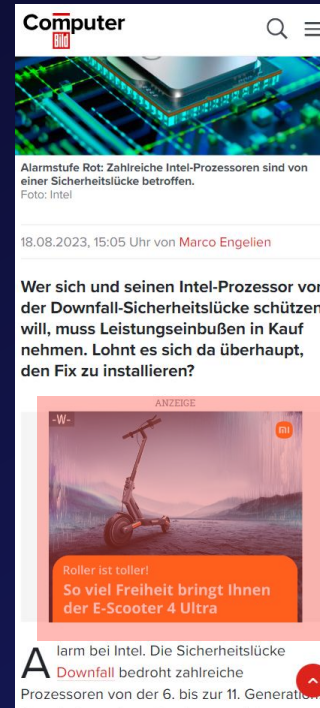 Computer
Bild
Alarmstufe Rot: Zahlreiche Intel-Prozessoren sind von
einer Sicherheitslücke betroffen.
Foto: Intel
18.08.2023, 15:05 Uhr von Marco Engelien
Wer sich und seinen Intel-Prozessor vor
der Downfall-Sicherheitslücke schützen
will, muss Leistungseinbußen in Kauf
nehmen. Lohnt es sich da überhaupt,
den Fix zu installieren?
ANZEIGE
-W-
mi
Roller ist toller!
So viel Freiheit bringt Ihnen
der E-Scooter 4 Ultra
Alarm bei Intel. Die Sicherheitslücke
Downfall bedroht zahlreiche
Prozessoren von der 6. bis zur 11. Generation